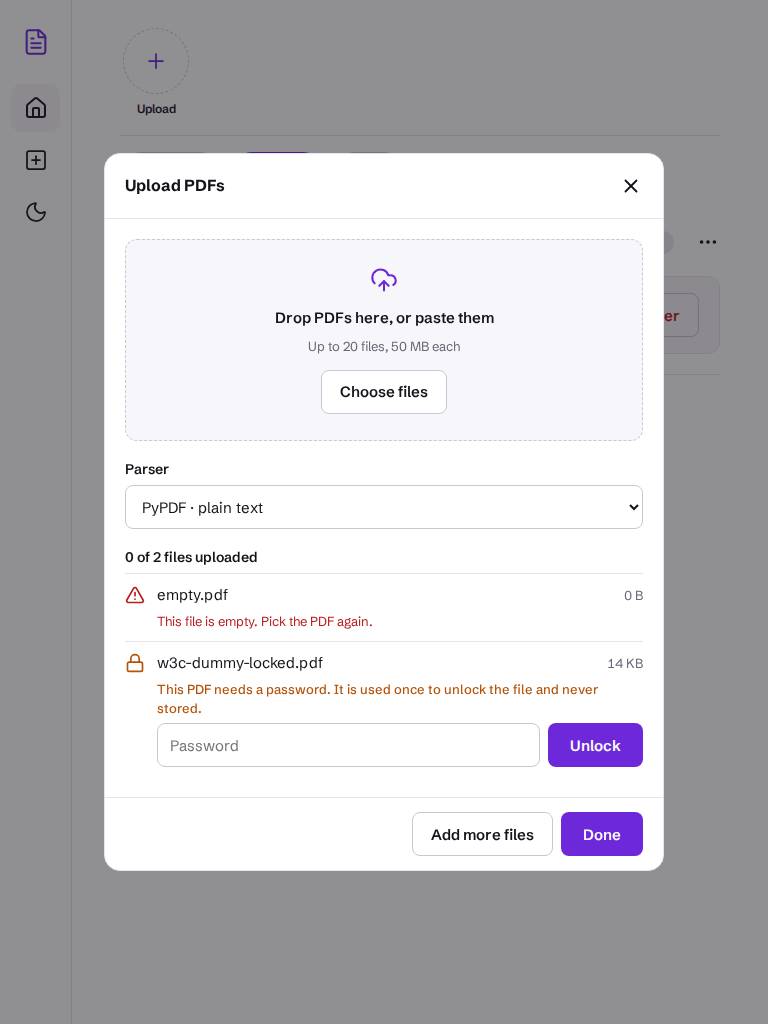 Upload
Upload PDFs
er
Drop PDFs here, or paste them
Up to 20 files, 50 MB each
Choose files
Parser
PyPDF · plain text
0 of 2 files uploaded
empty.pdf 0 B
This file is empty. Pick the PDF again.
w3c-dummy-locked.pdf 14 KB
This PDF needs a password. It is used once to unlock the file and never
stored.
Password Unlock
Add more files Done